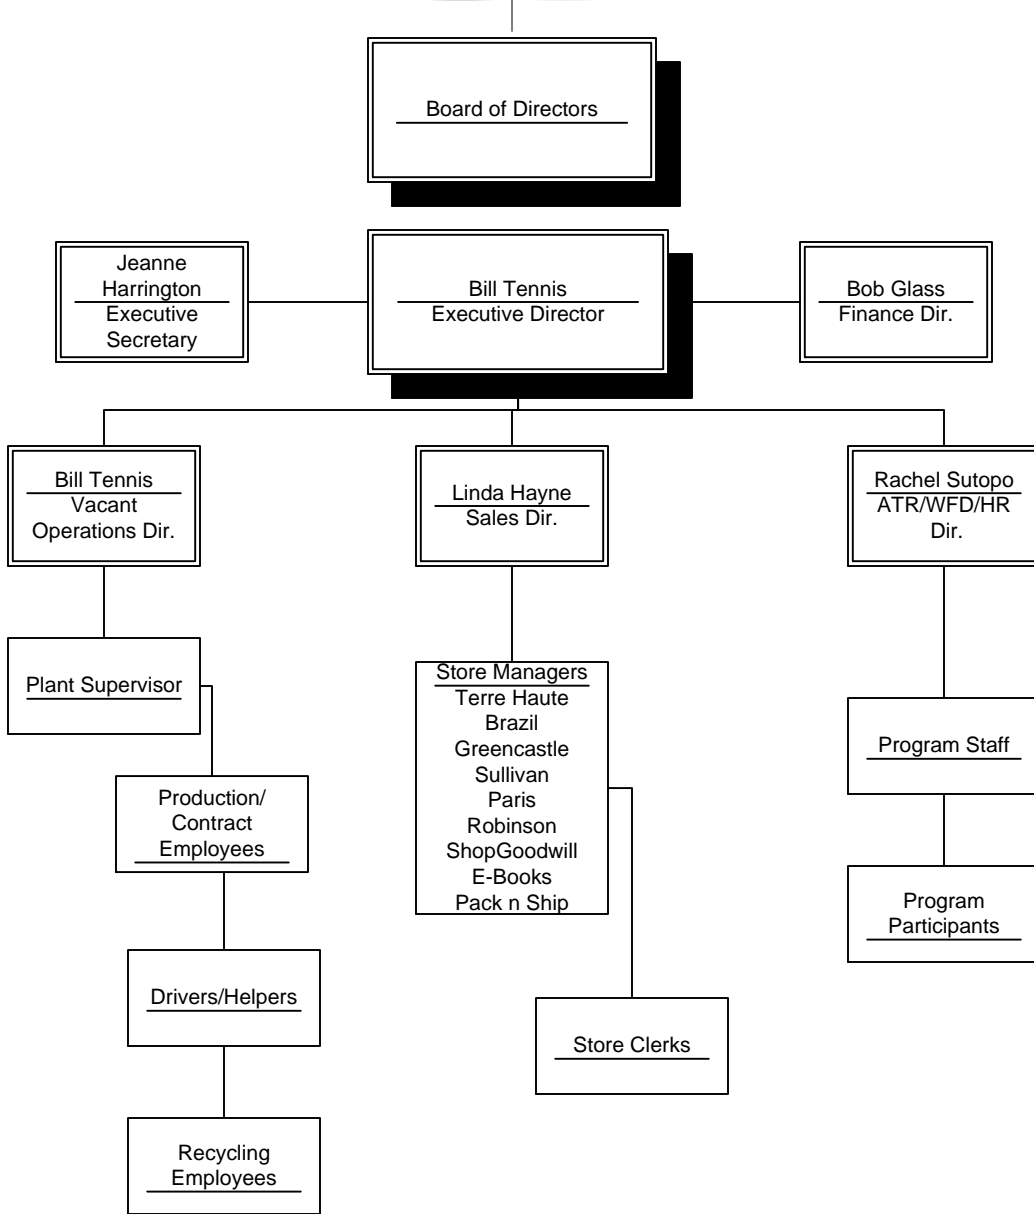 Board of Directors
Jeanne
Harrington
Executive
Secretary
Bill Tennis
Executive Director
Bob Glass
Finance Dir.
Bill Tennis
Vacant
Operations Dir.
Linda Hayne
Sales Dir.
Rachel Sutopo
ATR/WFD/HR
Dir.
Plant Supervisor
Store Managers
Terre Haute
Brazil
Greencastle
Sullivan
Paris
Robinson
ShopGoodwill
E-Books
Pack n Ship
Program Staff
Production/
Contract
Employees
Program
Participants
Drivers/Helpers
Store Clerks
Recycling
Employees